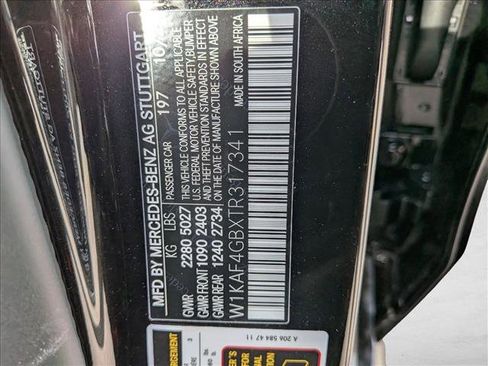 MFD BY MERCEDES-BENZ AG STUTTGART
PASSENGER CAR 197 10/
KG LBS
GVWR 2280 5027
GAWR FRONT 1090 2403
GAWR REAR 1240 2734
THIS VEHICLE CONFORMS TO ALL APPLICABLE
U.S. FEDERAL MOTOR VEHICLE SAFETY, BUMPER
AND THEFT PREVENTION STANDARDS IN EFFECT
ON THE DATE OF MANUFACTURE SHOWN ABOVE
MADE IN SOUTH AFRICA
W1KAF4GBXTR317341
A 206 584 47 11